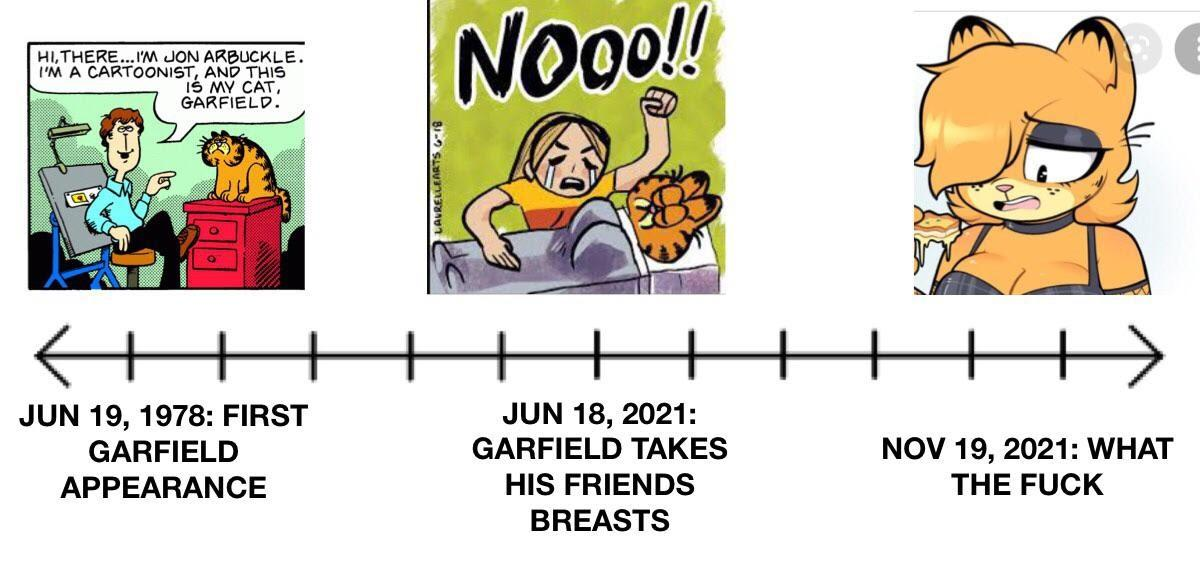 HI, THERE...I'M JON ARBUCKLE.
I'M A CARTOONIST, AND THIS
IS MY CAT,
GARFIELD.
NOoo!!
LAURELLEARTS 6-18
JUN 19, 1978: FIRST
GARFIELD
APPEARANCE
JUN 18, 2021:
GARFIELD TAKES
HIS FRIENDS
BREASTS
NOV 19, 2021: WHAT
THE FUCK